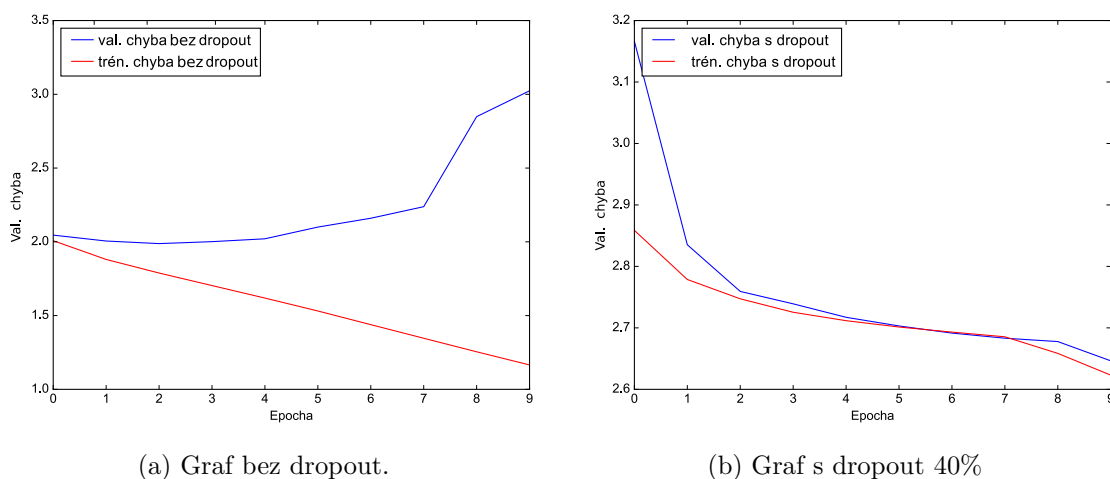 3.5
3.0
2.5
2.0
1.5
1.0
Val. chyba
val. chyba bez dropout
trén. chyba bez dropout
0 1 2 3 4 5 6 7 8 9
Epocha
(a) Graf bez dropout.
3.2
3.1
3.0
2.9
2.8
2.7
2.6
Val. chyba
val. chyba s dropout
trén. chyba s dropout
0 1 2 3 4 5 6 7 8 9
Epocha
(b) Graf s dropout 40%